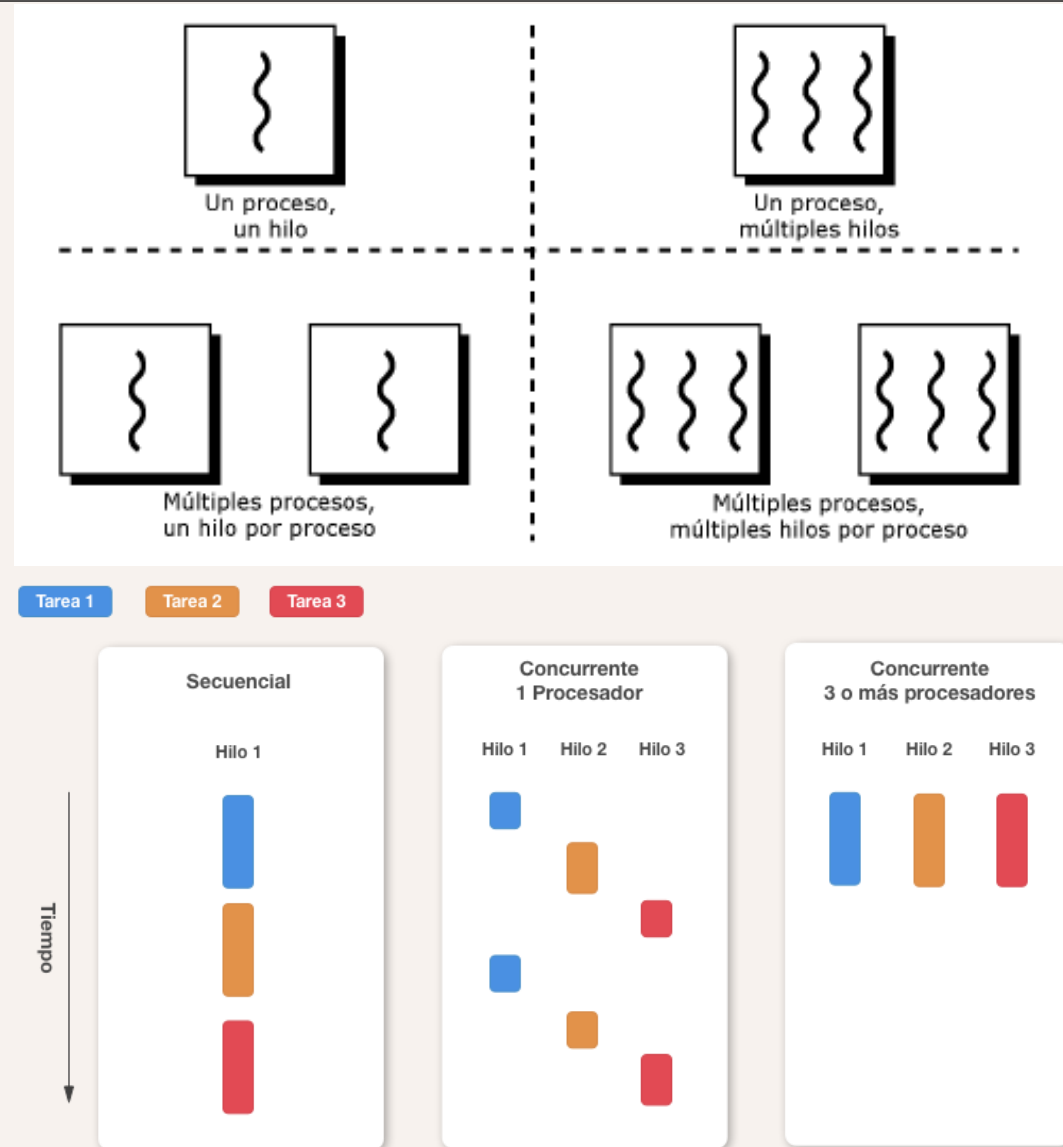 Un proceso,
un hilo
Un proceso,
múltiples hilos
Múltiples procesos,
un hilo por proceso
Múltiples procesos,
múltiples hilos por proceso
Tarea 1
Tarea 2
Tarea 3
Secuencial
Hilo 1
Concurrente
1 Procesador
Hilo 1
Hilo 2
Hilo 3
Concurrente
3 o más procesadores
Hilo 1
Hilo 2
Hilo 3
Tiempo